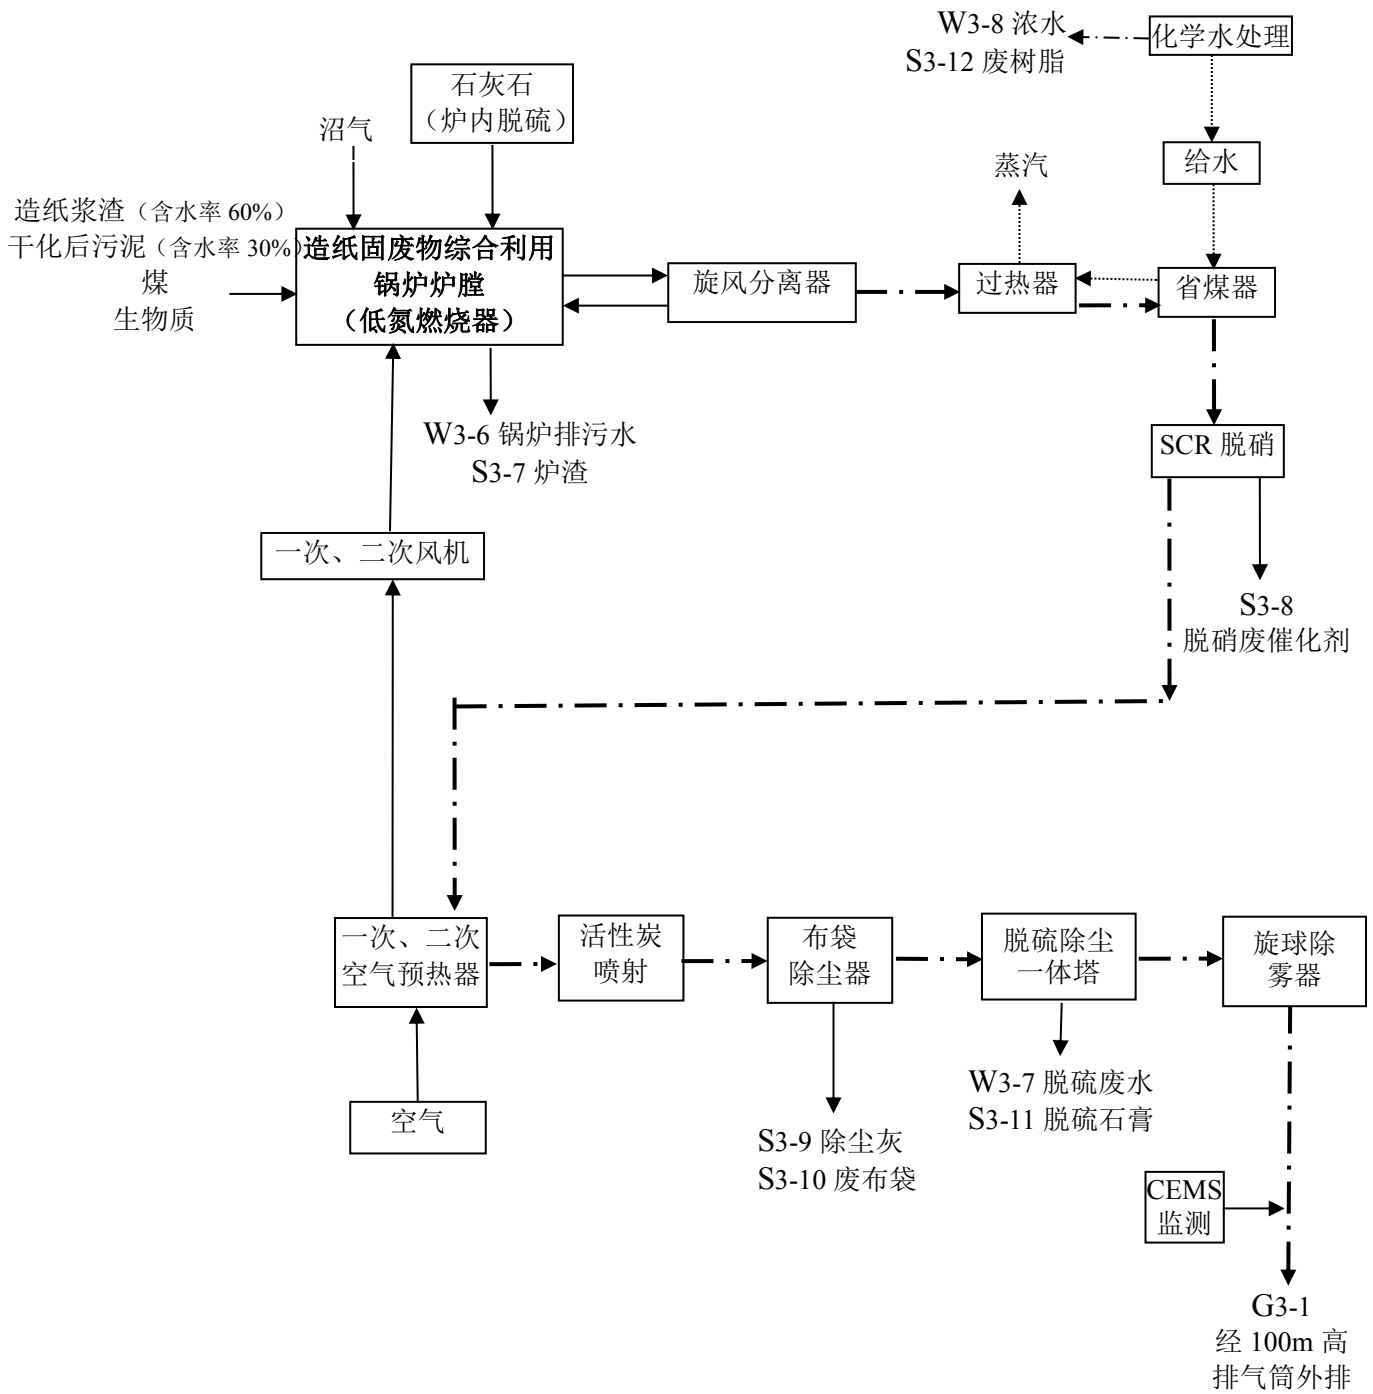 W3-8 浓水
S3-12 废树脂
化学水处理
石灰石
（炉内脱硫）
沼气
给水
蒸汽
造纸浆渣（含水率 60%）
干化后污泥（含水率 30%）
煤
生物质
造纸固废物综合利用
锅炉炉膛
（低氮燃烧器）
旋风分离器
过热器
省煤器
W3-6 锅炉排污水
S3-7 炉渣
SCR 脱硝
一次、二次风机
S3-8
脱硝废催化剂
一次、二次
空气预热器
活性炭
喷射
布袋
除尘器
脱硫除尘
一体塔
旋球除
雾器
空气
S3-9 除尘灰
S3-10 废布袋
W3-7 脱硫废水
S3-11 脱硫石膏
CEMS
监测
G3-1
经 100m 高
排气筒外排